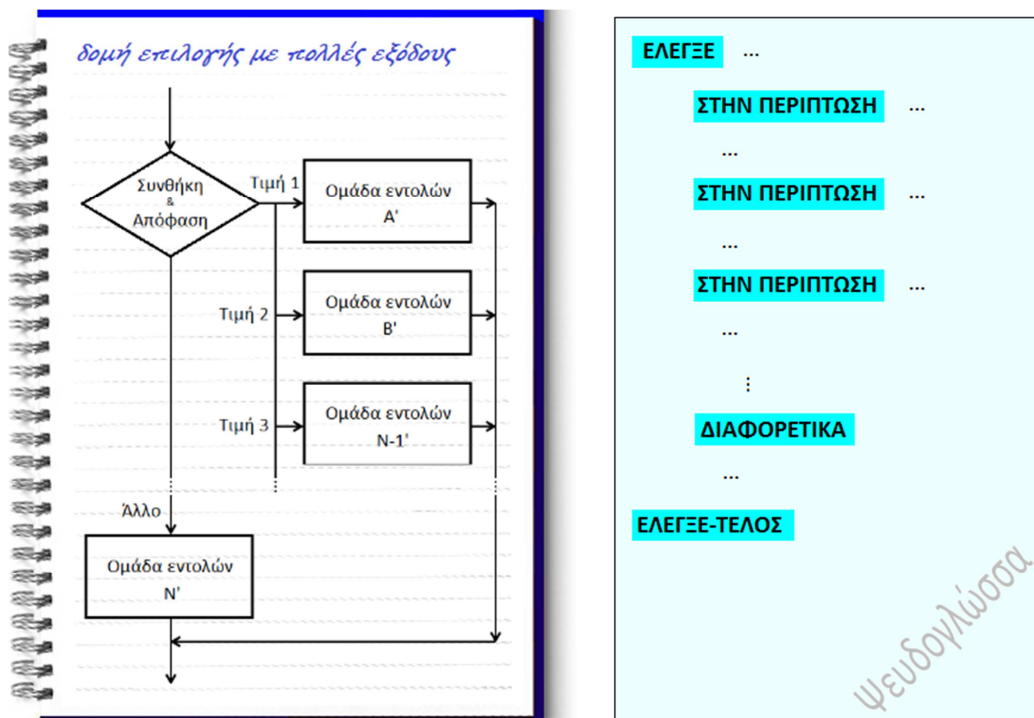 δομή επιλογής με πολλές εξόδους
Συνθήκη
&
Απόφαση
Τιμή 1
Ομάδα εντολών
Α'
Τιμή 2
Ομάδα εντολών
Β'
Τιμή 3
Ομάδα εντολών
Ν-1'
Άλλο
Ομάδα εντολών
Ν'
ΕΛΕΓΞΕ ...
ΣΤΗΝ ΠΕΡΙΠΤΩΣΗ ...
...
ΣΤΗΝ ΠΕΡΙΠΤΩΣΗ ...
...
ΣΤΗΝ ΠΕΡΙΠΤΩΣΗ ...
...
⋮
ΔΙΑΦΟΡΕΤΙΚΑ
...
ΕΛΕΓΞΕ-ΤΕΛΟΣ
Ψευδογλώσσα